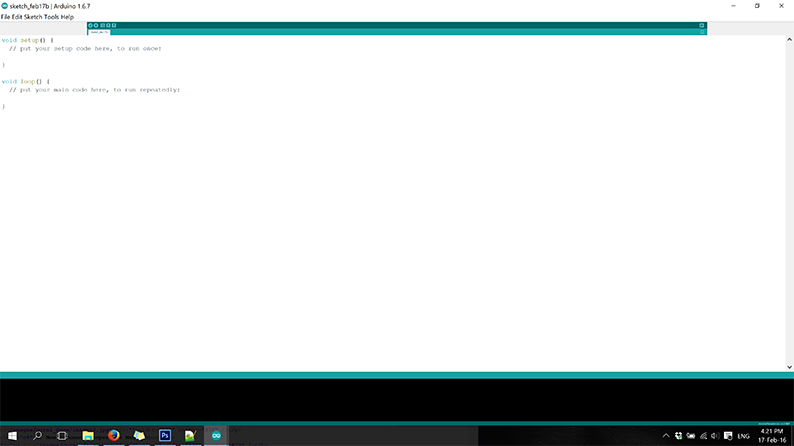 sketch_feb17b | Arduino 1.6.7
File Edit Sketch Tools Help
void setup() {
// put your setup code here, to run once:
}
void loop() {
// put your main code here, to run repeatedly:
}
Ps
ENG
4:21 PM
17-Feb-16